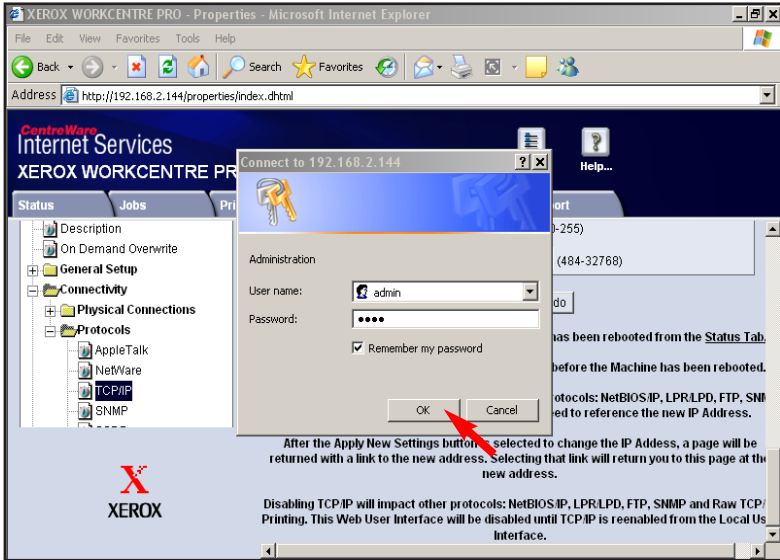 XEROX WORKCENTRE PRO - Properties - Microsoft Internet Explorer
File Edit View Favorites Tools Help
Back Search Favorites
Address http://192.168.2.144/properties/index.dhtml
CentreWare
Internet Services
XEROX WORKCENTRE PR
Help...
Status Jobs Pri ort
Connect to 192.168.2.144
Administration
User name: admin
Password: ••••
Remember my password
OK Cancel
Description
On Demand Overwrite
General Setup
Connectivity
Physical Connections
Protocols
AppleTalk
NetWare
TCP/IP
SNMP
XEROX
0-255)
(484-32768)
do
as been rebooted from the Status Tab.
before the Machine has been rebooted.
otocols: NetBIOS/IP, LPR/LPD, FTP, SNM
ed to reference the new IP Address.
After the Apply New Settings button is selected to change the IP Addess, a page will be
returned with a link to the new address. Selecting that link will return you to this page at the
new address.
Disabling TCP/IP will impact other protocols: NetBIOS/IP, LPR/LPD, FTP, SNMP and Raw TCP/
Printing. This Web User Interface will be disabled until TCP/IP is reenabled from the Local Us
Interface.